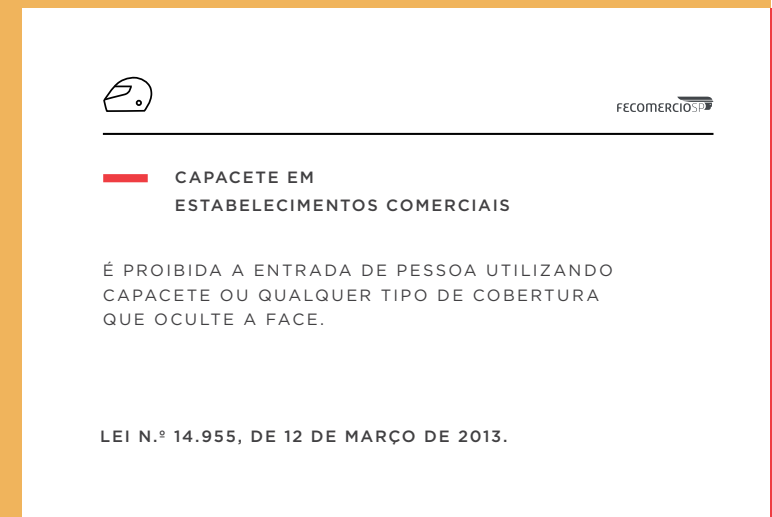 FECOMERCIOSP
CAPACETE EM
ESTABELECIMENTOS COMERCIAIS
É PROIBIDA A ENTRADA DE PESSOA UTILIZANDO
CAPACETE OU QUALQUER TIPO DE COBERTURA
QUE OCULTE A FACE.
LEI N.º 14.955, DE 12 DE MARÇO DE 2013.